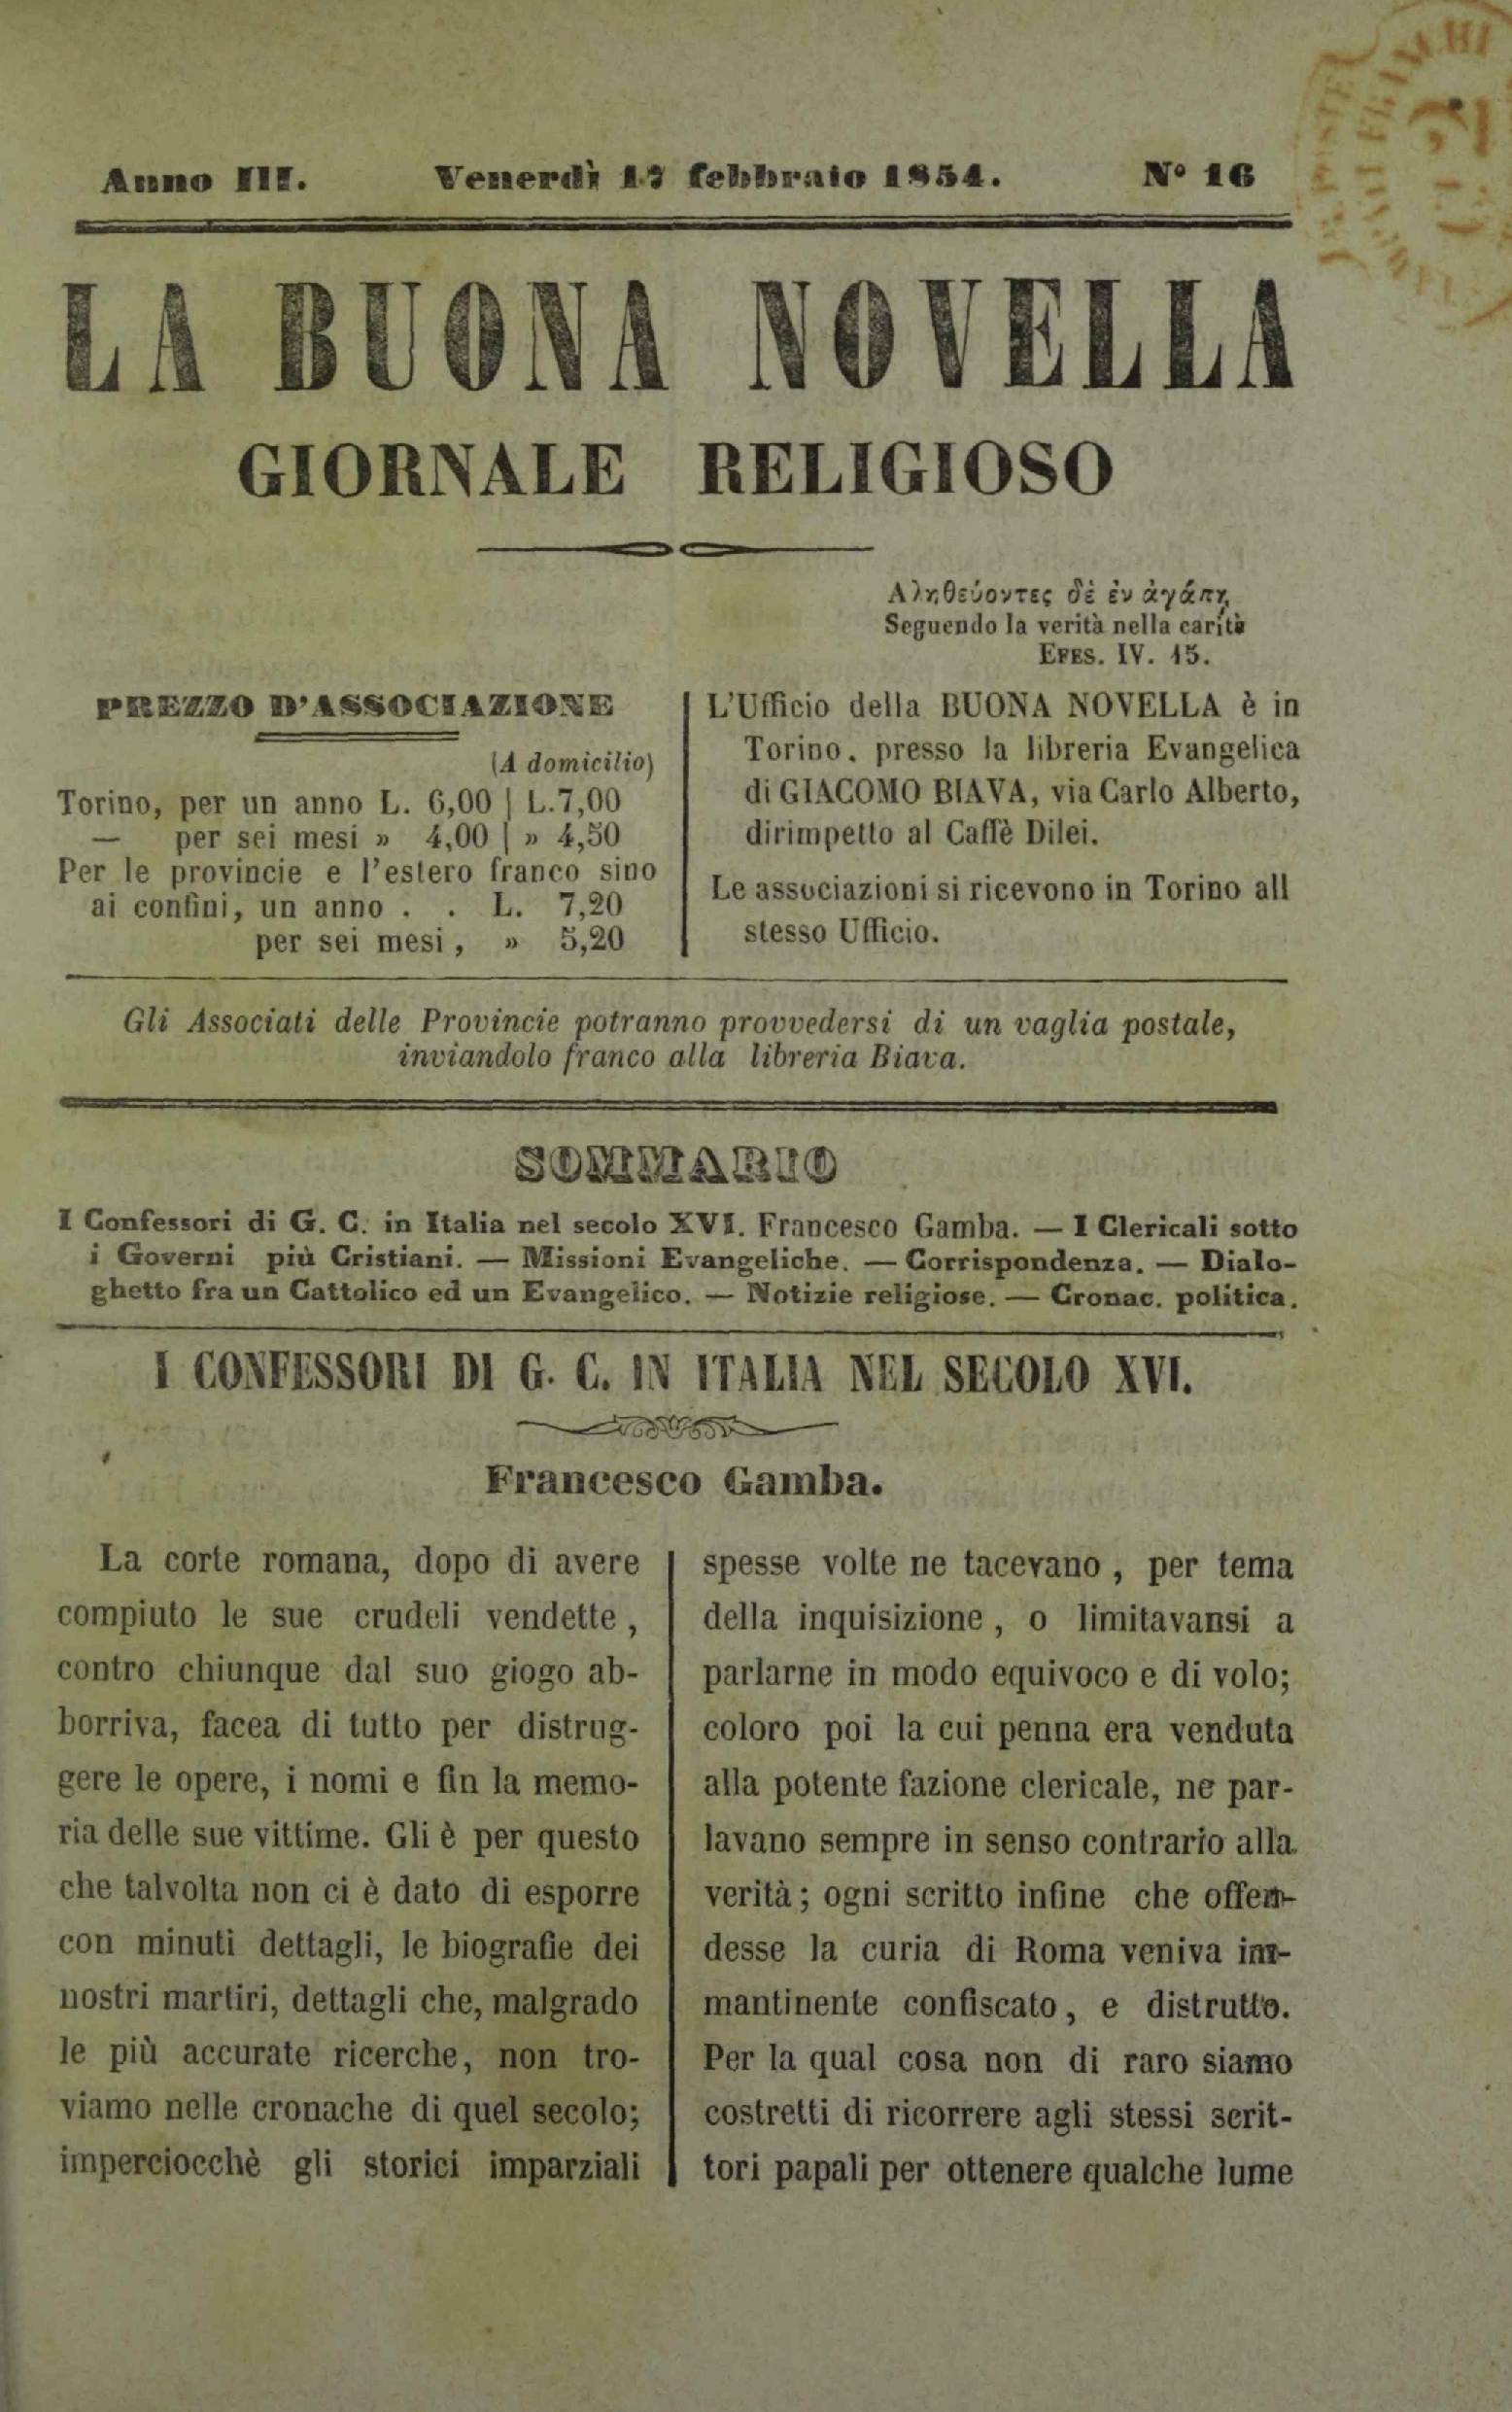 Anno III. Venerdì 17 febbraio 1854. N° 16
LA BUONA NOVELLA
GIORNALE RELIGIOSO
Αληθεύοντες δὲ ἐν ἀγάπῃ
Seguendo la verità nella carità
EFES. IV. 15.
PREZZO D'ASSOCIAZIONE
(A domicilio)
Torino, per un anno L. 6,00 | L.7,00
— per sei mesi » 4,00 | » 4,50
Per le provincie e l'estero franco sino
ai confini, un anno . . L. 7,20
per sei mesi, » 5,20
L'Ufficio della BUONA NOVELLA è in
Torino, presso la libreria Evangelica
di GIACOMO BIAVA, via Carlo Alberto,
dirimpetto al Caffè Dilei.
Le associazioni si ricevono in Torino all
stesso Ufficio.
Gli Associati delle Provincie potranno provvedersi di un vaglia postale,
inviandolo franco alla libreria Biava.
SOMMARIO
I Confessori di G. C. in Italia nel secolo XVI. Francesco Gamba. — I Clericali sotto
i Governi più Cristiani. — Missioni Evangeliche. — Corrispondenza. — Dialo-
ghetto fra un Cattolico ed un Evangelico. — Notizie religiose. — Cronac. politica.
I CONFESSORI DI G. C. IN ITALIA NEL SECOLO XVI.
Francesco Gamba.
La corte romana, dopo di avere
compiuto le sue crudeli vendette,
contro chiunque dal suo giogo ab-
borriva, facea di tutto per distrug-
gere le opere, i nomi e fin la memo-
ria delle sue vittime. Gli è per questo
che talvolta non ci è dato di esporre
con minuti dettagli, le biografie dei
nostri martiri, dettagli che, malgrado
le più accurate ricerche, non tro-
viamo nelle cronache di quel secolo;
imperciocchè gli storici imparziali
spesse volte ne tacevano, per tema
della inquisizione, o limitavansi a
parlarne in modo equivoco e di volo;
coloro poi la cui penna era venduta
alla potente fazione clericale, ne par-
lavano sempre in senso contrario alla
verità; ogni scritto infine che offen-
desse la curia di Roma veniva im-
mantinente confiscato, e distrutto.
Per la qual cosa non di raro siamo
costretti di ricorrere agli stessi scrit-
tori papali per ottenere qualche lume